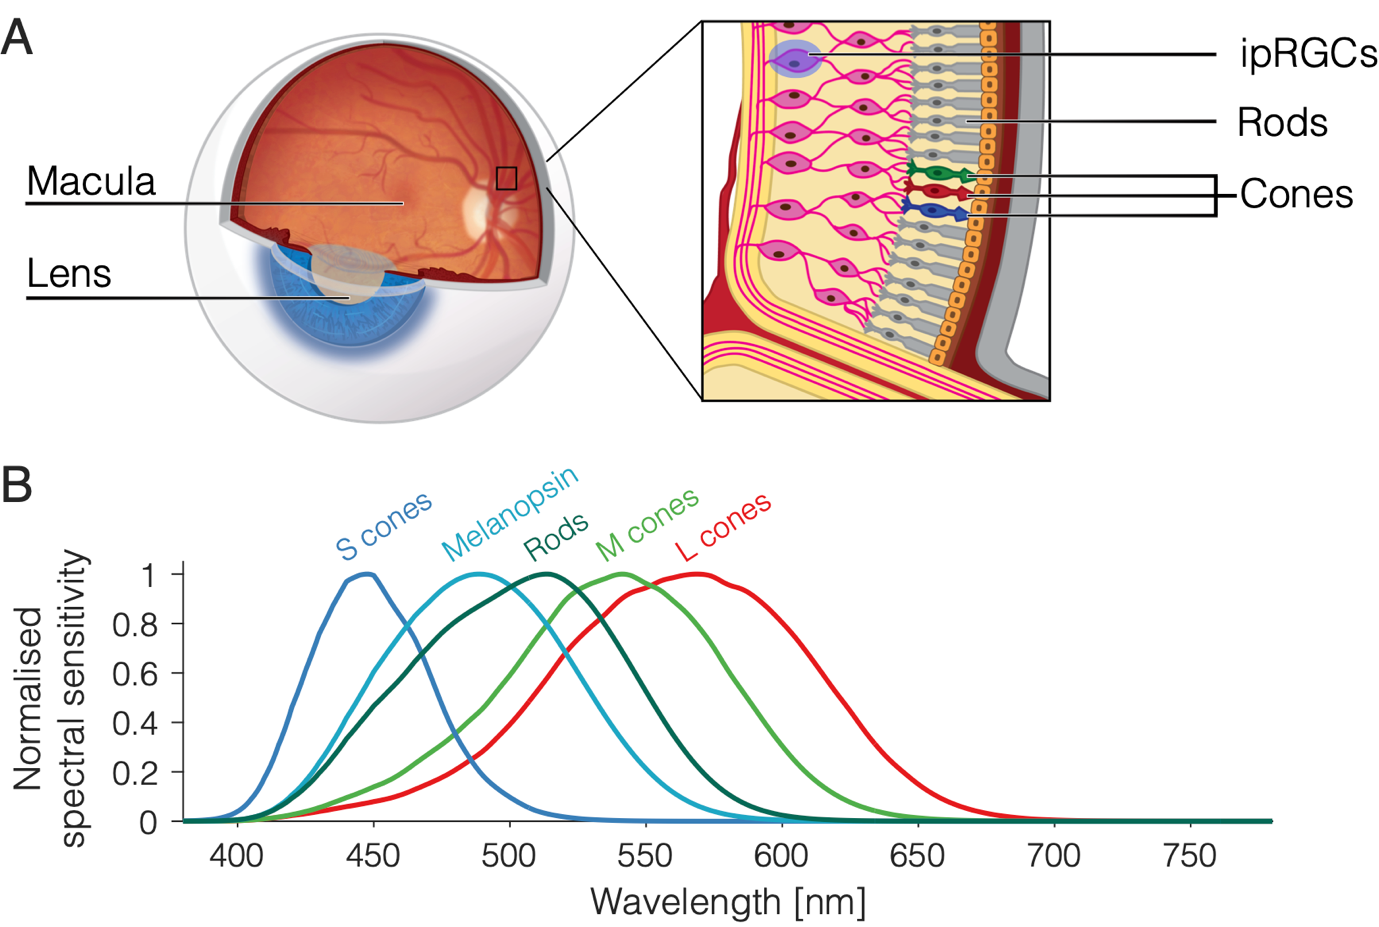 A
Macula
Lens
ipRGCs
Rods
Cones
B
S cones
Melanopsin
Rods
M cones
L cones
Normalised
spectral sensitivity
1
0.8
0.6
0.4
0.2
0
400 450 500 550 600 650 700 750
Wavelength [nm]